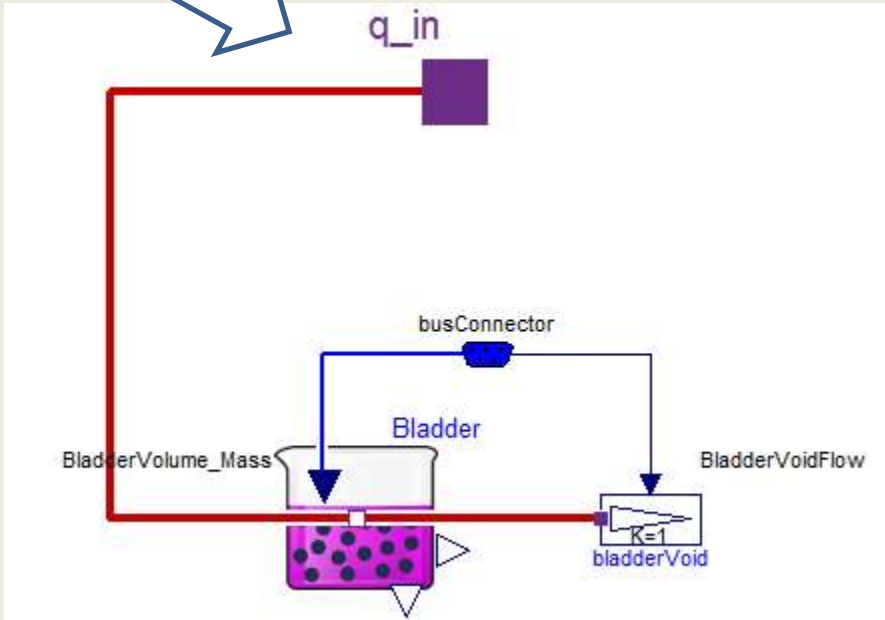 q_in
busConnector
Bladder
BladderVolume_Mass
BladderVoidFlow
K=1
bladderVoid